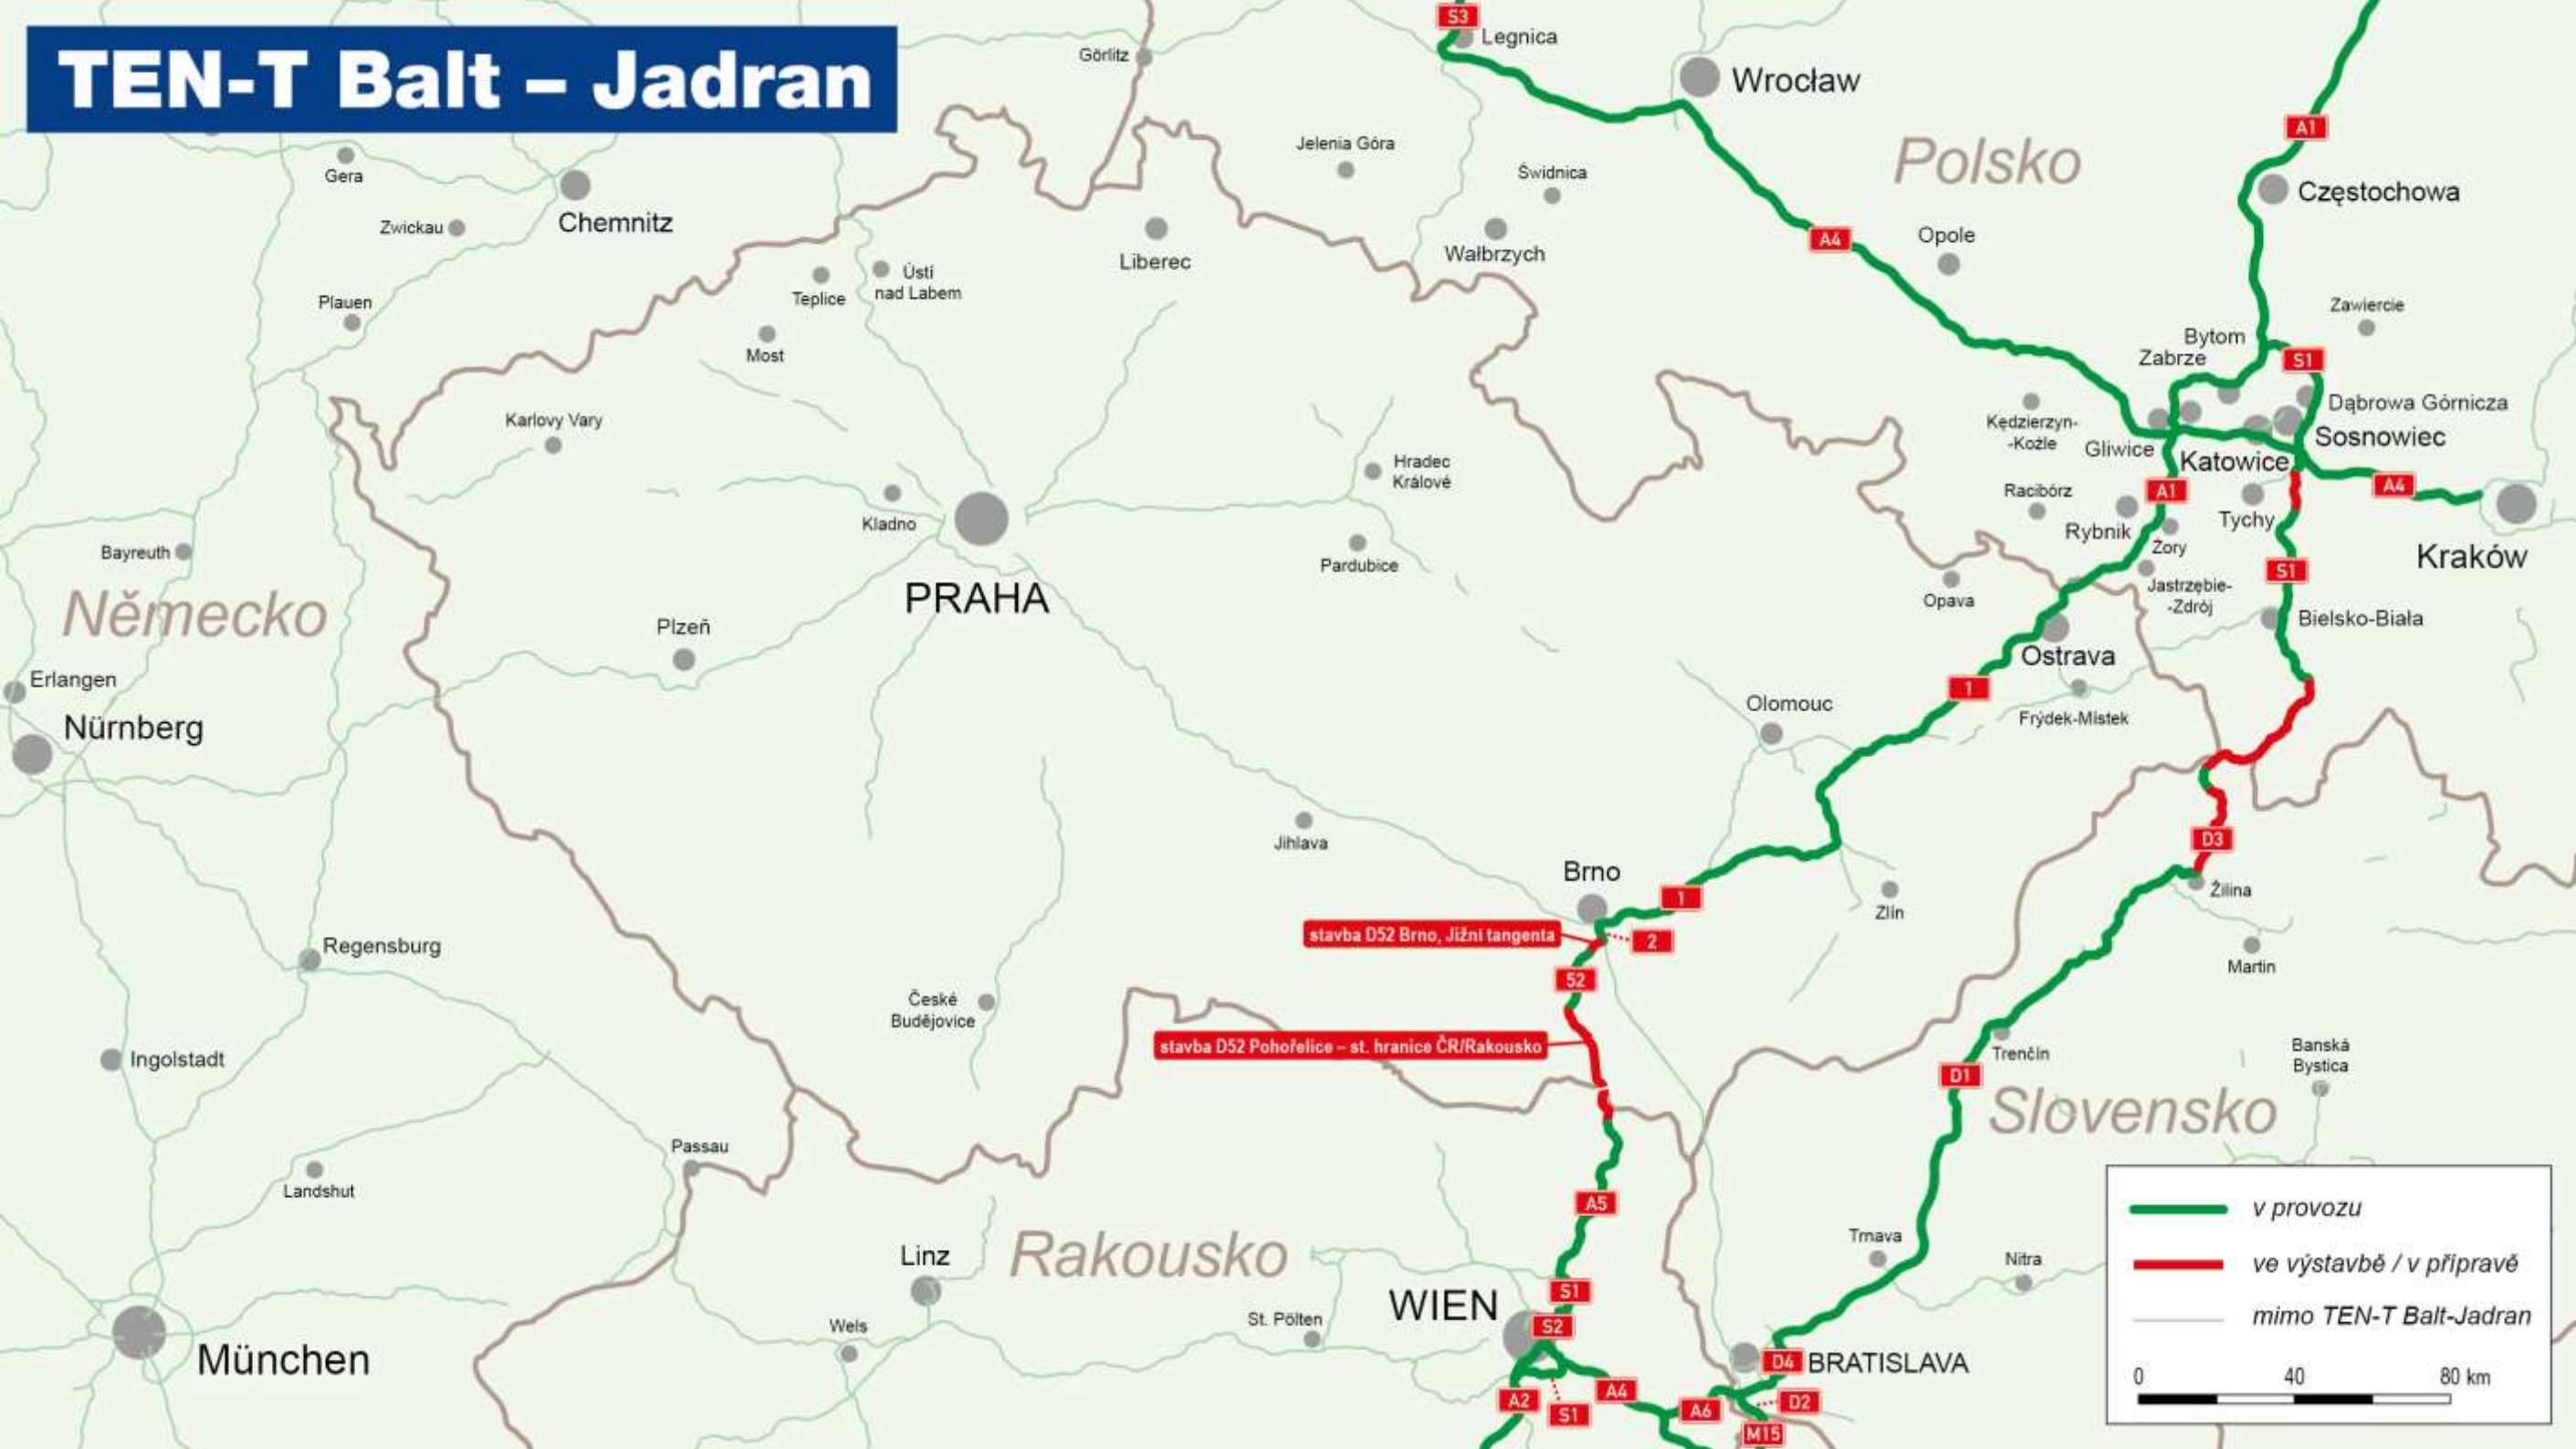 TEN-T Balt – Jadran
S3
Legnica
Görlitz
Wrocław
A1
Polsko
Jelenia Góra
Świdnica
Gera
Częstochowa
Chemnitz
Zwickau
A4
Opole
Wałbrzych
Liberec
Ústí
nad Labem
Teplice
Plauen
Zawiercie
Most
Bytom
Zabrze
S1
Dąbrowa Górnicza
Karlovy Vary
Kędzierzyn-
-Koźle
Sosnowiec
Gliwice
Katowice
Hradec
Králové
A4
A1
Racibórz
Tychy
Kladno
Rybnik
Żory
Kraków
Bayreuth
Pardubice
S1
Jastrzębie-
-Zdrój
Opava
PRAHA
Německo
Bielsko-Biała
Plzeň
Ostrava
Erlangen
1
Olomouc
Frýdek-Místek
Nürnberg
D3
Jihlava
Brno
Žilina
1
Zlín
stavba D52 Brno, Jižní tangenta
2
Regensburg
Martin
52
České
Budějovice
stavba D52 Pohořelice – st. hranice ČR/Rakousko
Trenčín
Banská
Bystica
Ingolstadt
D1
Slovensko
Passau
Landshut
A5
v provozu
Trnava
Linz
Rakousko
Nitra
ve výstavbě / v přípravě
S1
WIEN
St. Pölten
Wels
S2
mimo TEN-T Balt-Jadran
München
D4
BRATISLAVA
0 40 80 km
A4
A2
S1
A6
D2
M15